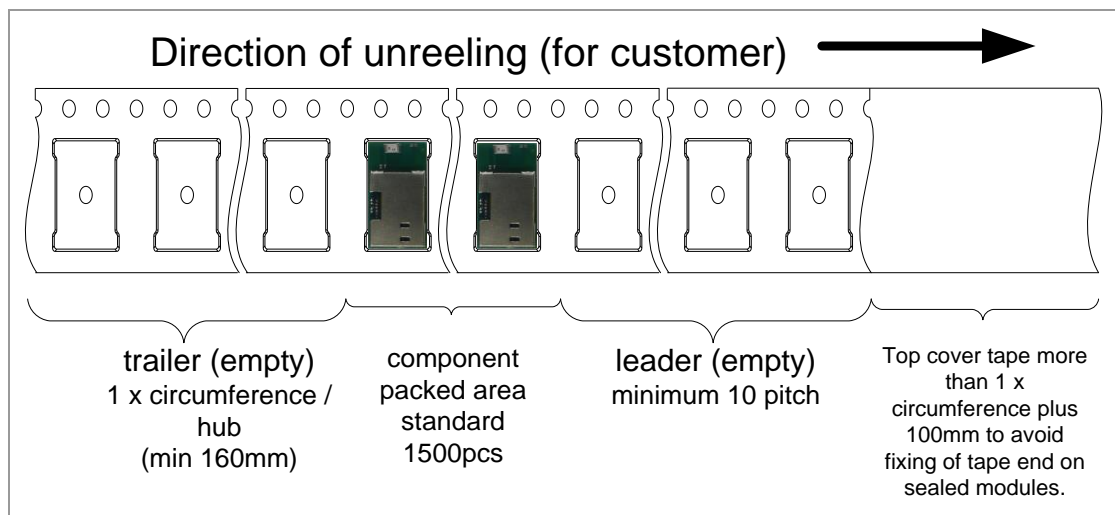 Direction of unreeling (for customer)
trailer (empty)
1 x circumference /
hub
(min 160mm)
component
packed area
standard
1500pcs
leader (empty)
minimum 10 pitch
Top cover tape more
than 1 x
circumference plus
100mm to avoid
fixing of tape end on
sealed modules.